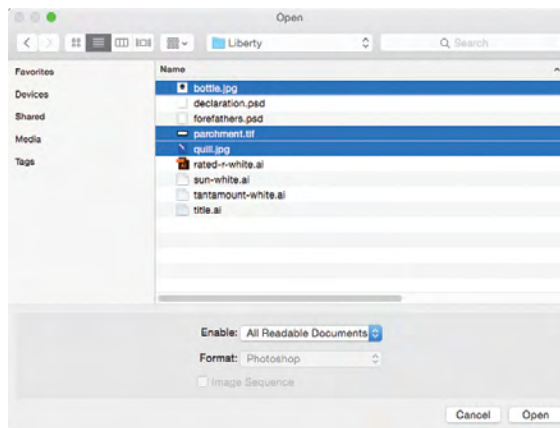 Open
Liberty
Search
Favorites
Devices
Shared
Media
Tags
Name
bottle.jpg
declaration.psd
forefathers.psd
parchment.tif
quill.jpg
rated-r-white.ai
sun-white.ai
tantamount-white.ai
title.ai
Enable: All Readable Documents
Format: Photoshop
Image Sequence
Cancel Open